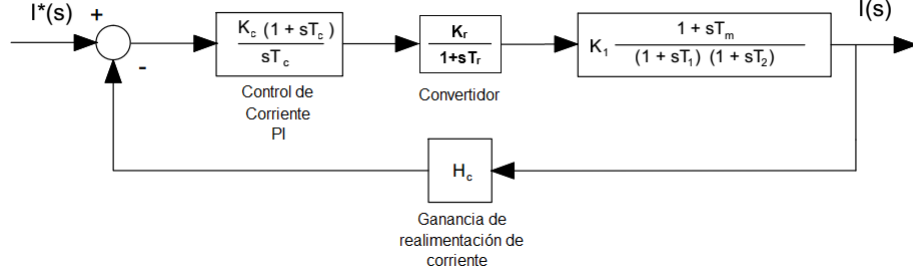 I*(s)
+
-
K_c (1 + sT_c)
sT_c
Control de
Corriente
PI
K_r
1+sT_r
Convertidor
K_1
1 + sT_m
(1 + sT_1) (1 + sT_2)
I(s)
H_c
Ganancia de
realimentación de
corriente